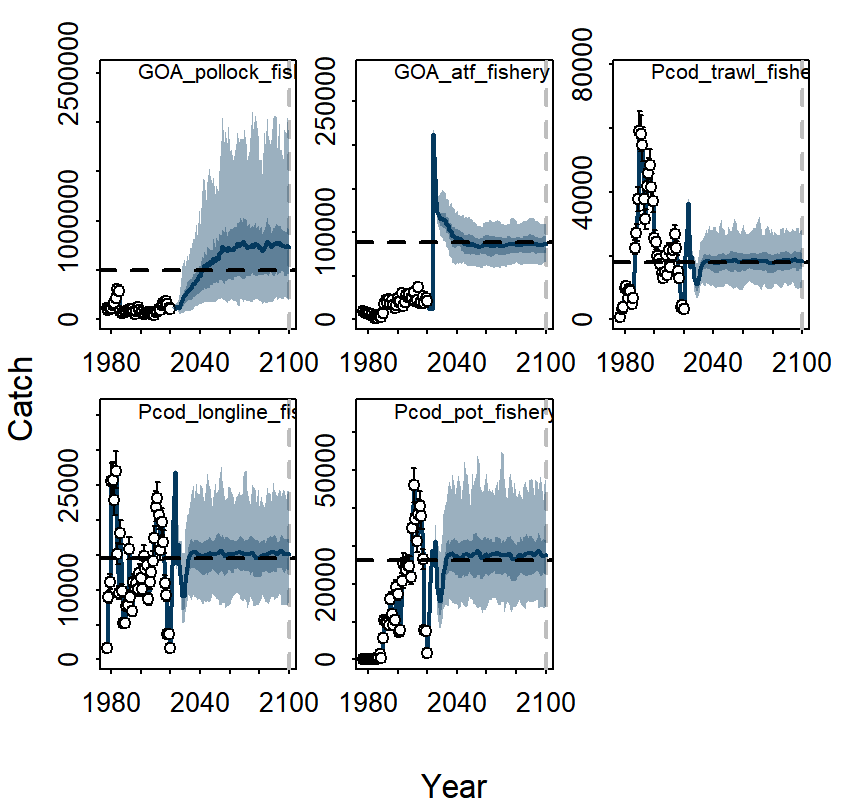 GOA_pollock_fisl
GOA_atf_fishery
Pcod_trawl_fishe
0 1000000 2500000
0 100000 250000
0 40000 80000
1980 2040 2100
1980 2040 2100
1980 2040 2100
Catch
Pcod_longline_fis
Pcod_pot_fishery
0 10000 25000
0 20000 50000
1980 2040 2100
1980 2040 2100
Year